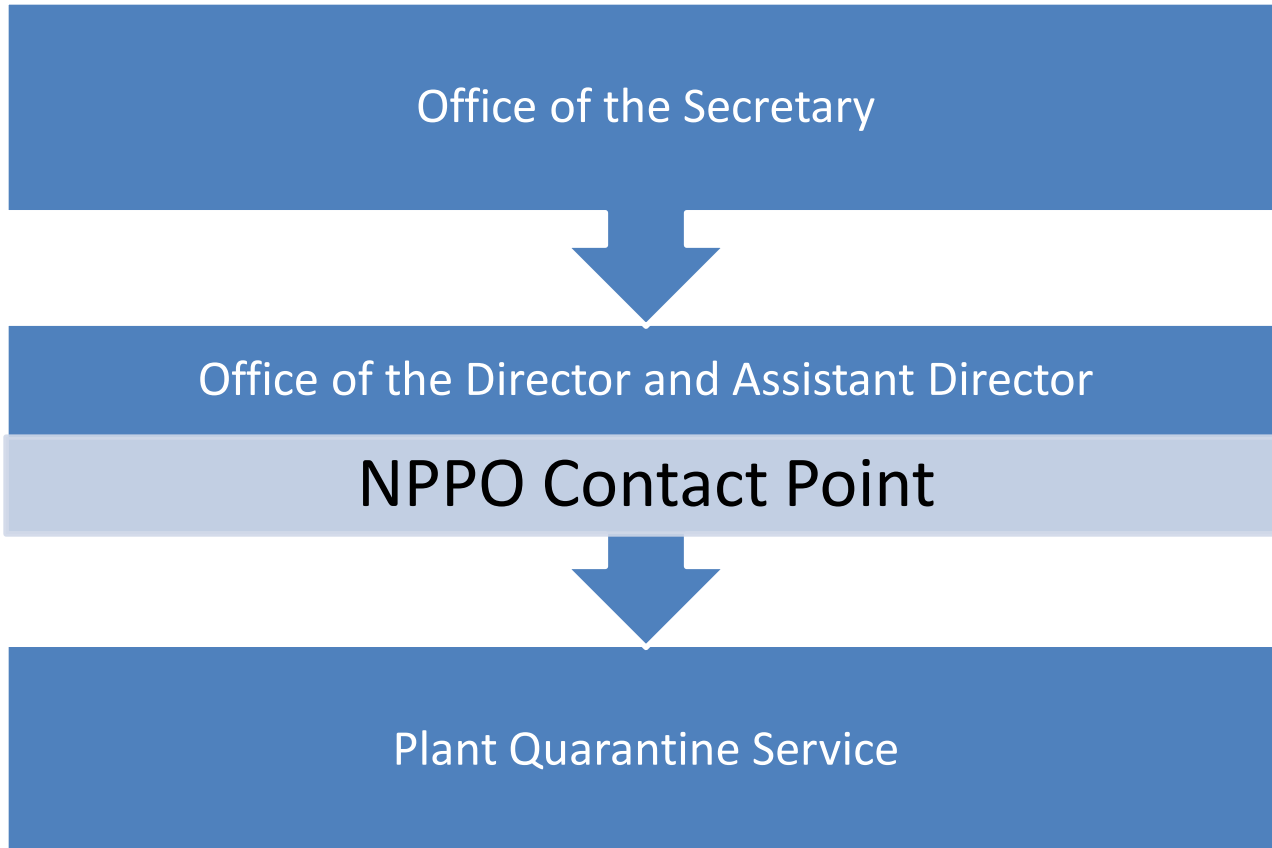 Office of the Secretary
Office of the Director and Assistant Director
NPPO Contact Point
Plant Quarantine Service